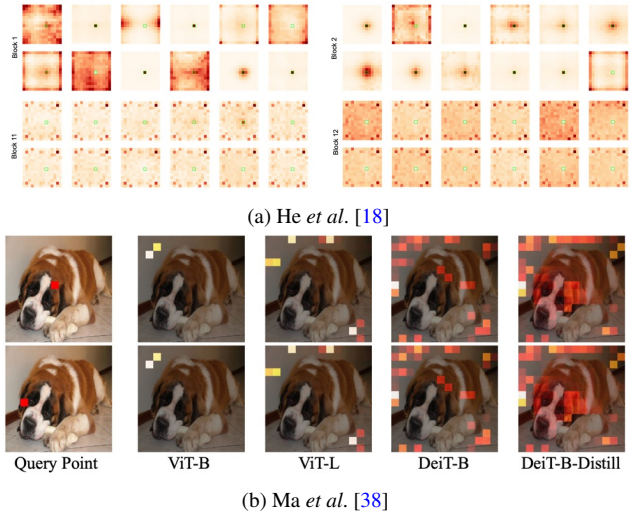 Block 1
Block 2
Block 11
Block 12
(a) He et al. [18]
Query Point ViT-B ViT-L DeiT-B DeiT-B-Distill
(b) Ma et al. [38]